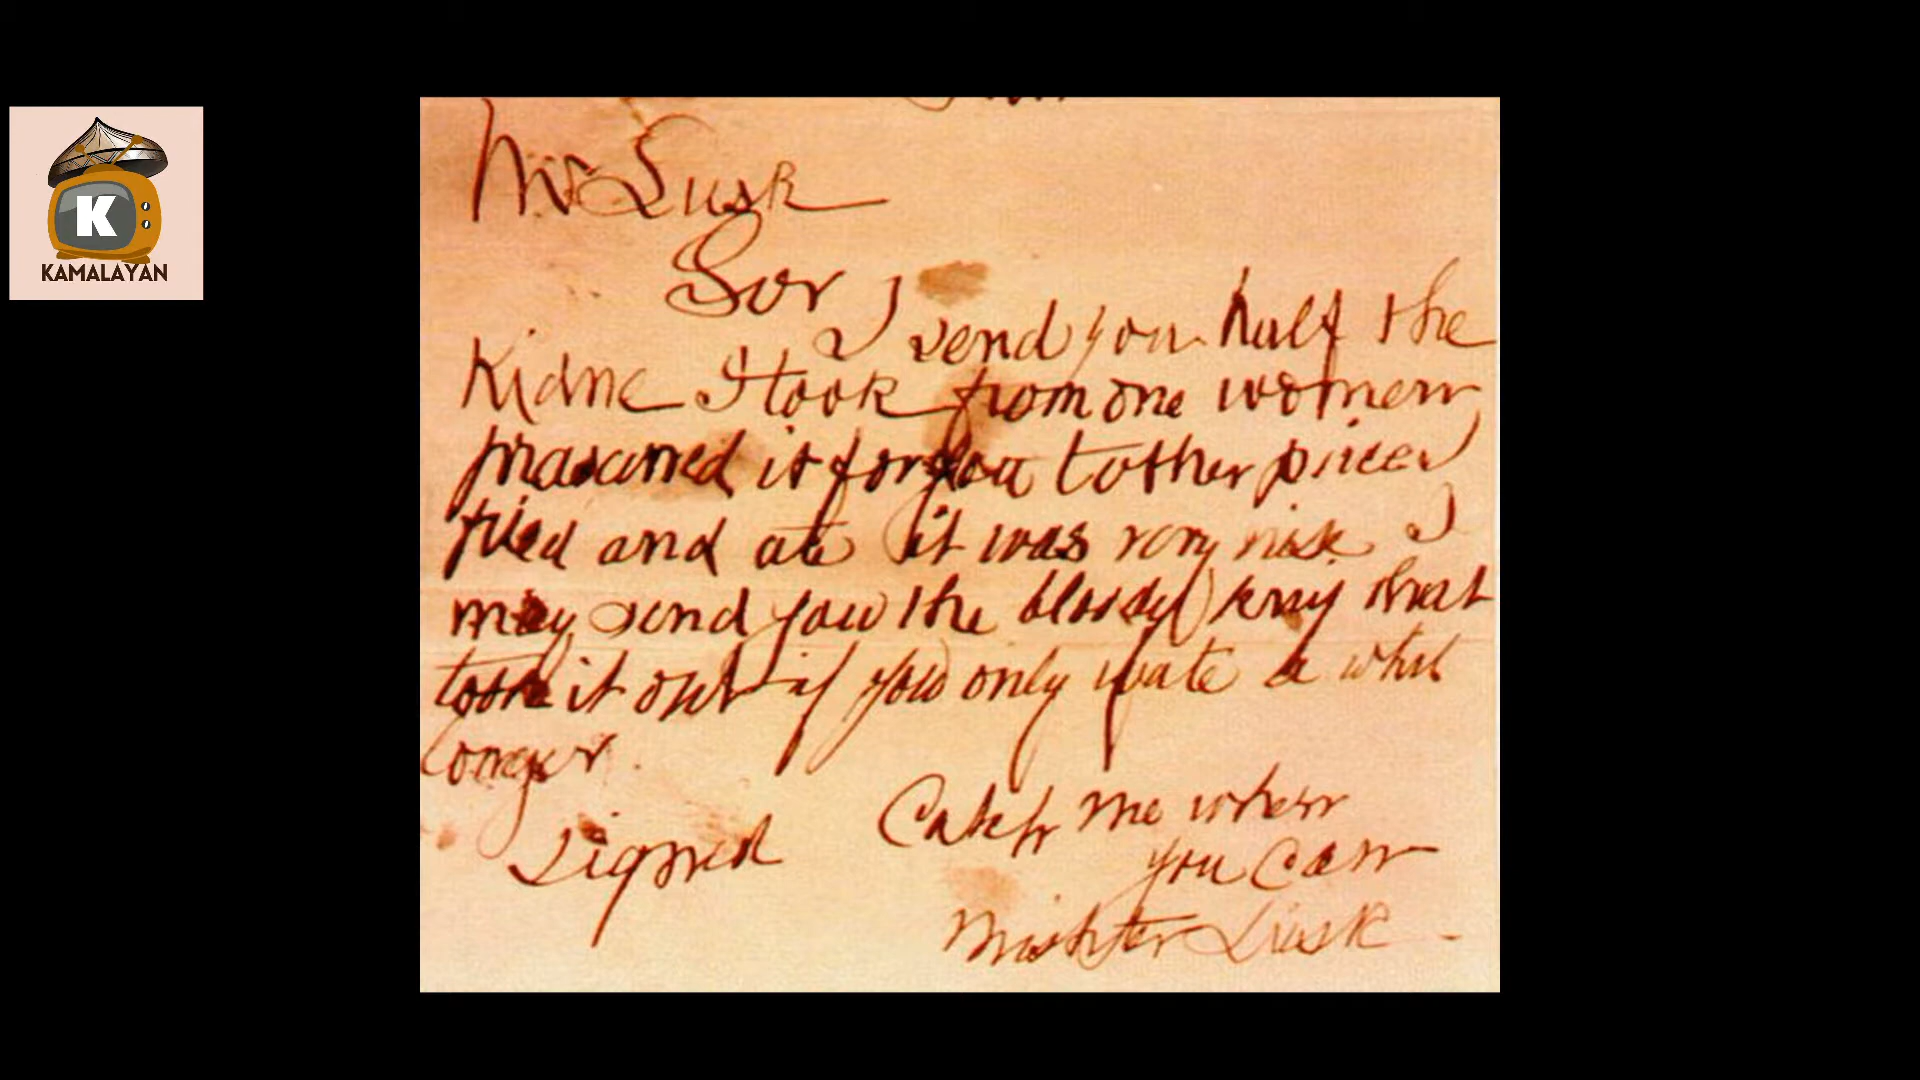 K
KAMALAYAN
Mr Lusk
Sor
I send you half the
Kidne I took from one women
prasarved it for you tother piece I
fried and ate it was very nise I
may send you the bloody knif that
took it out if you only wate a whil
longer.
Signed Catch me when
you Can
Mishter Lusk -